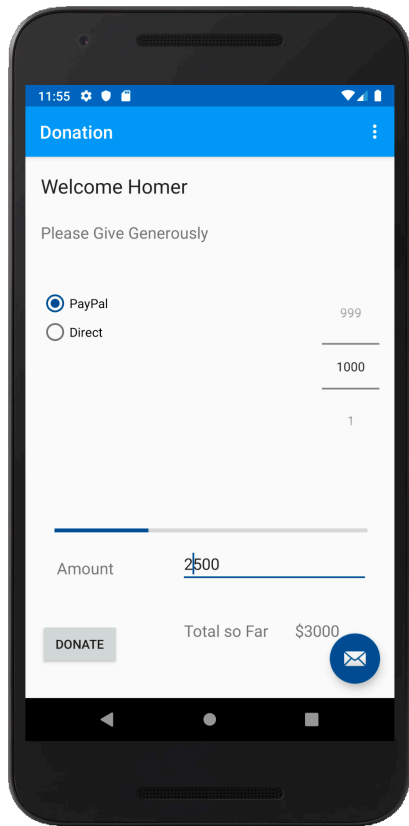 11:55
Donation
Welcome Homer
Please Give Generously
PayPal
Direct
999
1000
1
Amount
2500
Total so Far $3000
DONATE